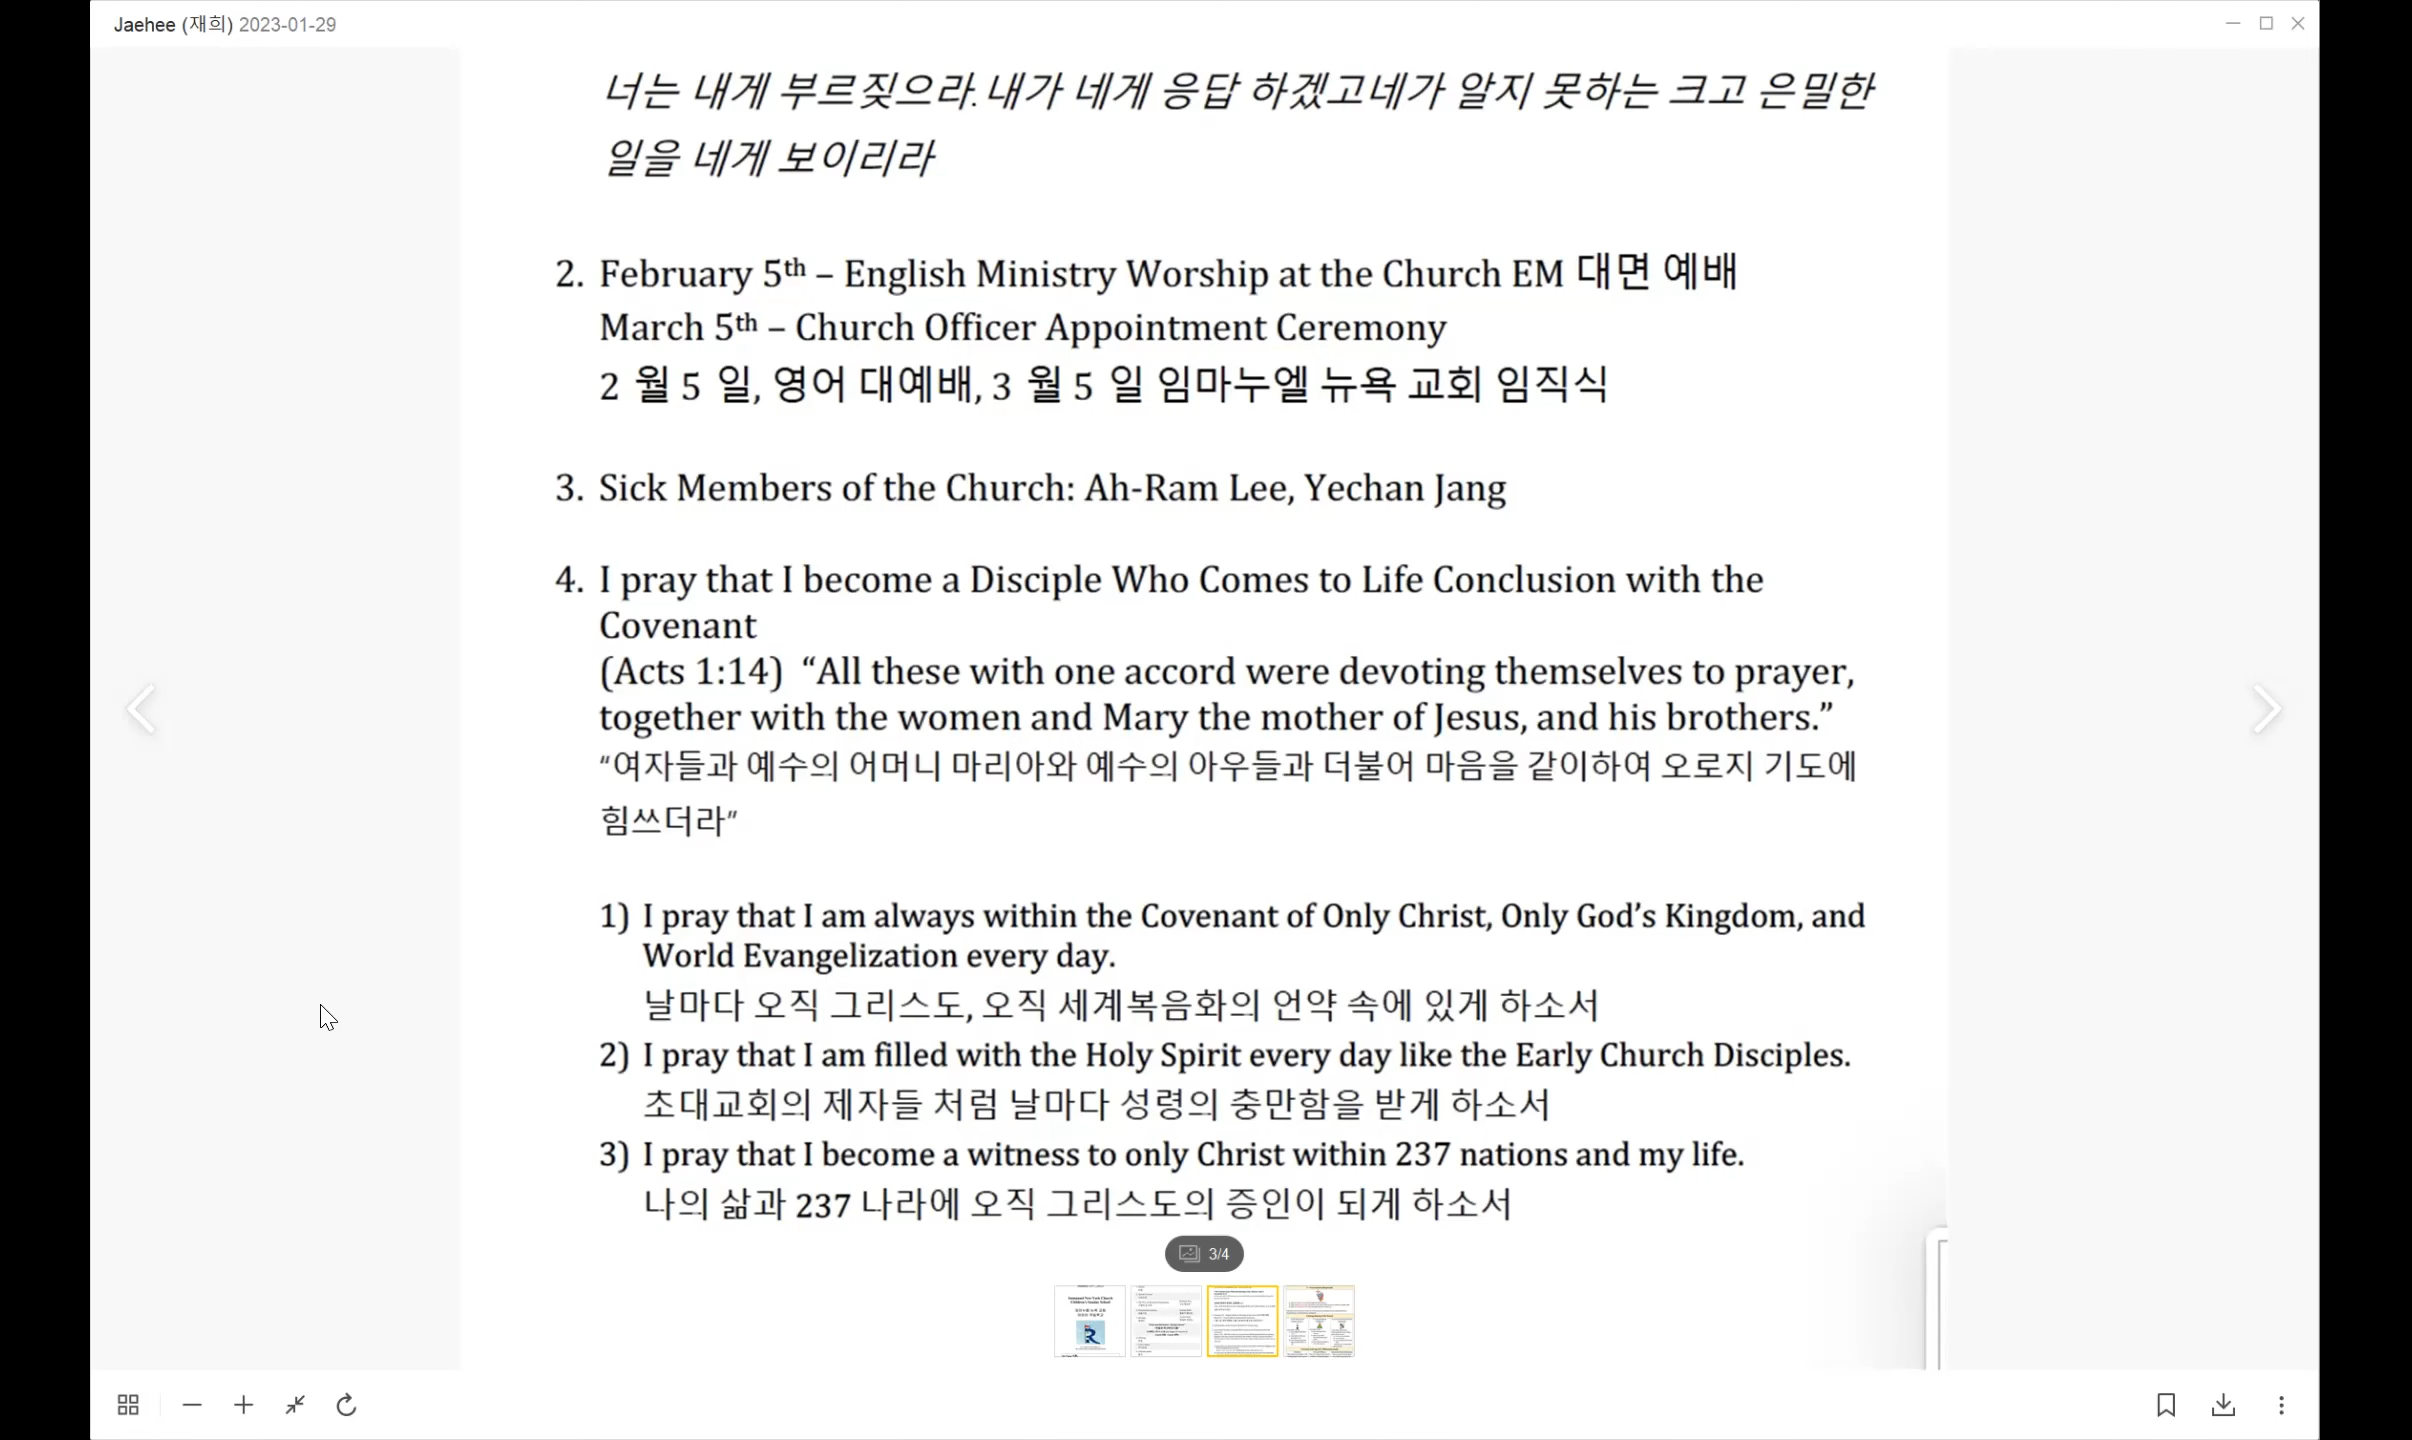 Jaehee (재희) 2023-01-29
너는 내게 부르짖으라. 내가 네게 응답 하겠고네가 알지 못하는 크고 은밀한
일을 네게 보이리라
2. February 5th – English Ministry Worship at the Church EM 대면 예배
March 5th – Church Officer Appointment Ceremony
2 월 5 일, 영어 대예배, 3 월 5 일 임마누엘 뉴욕 교회 임직식
3. Sick Members of the Church: Ah-Ram Lee, Yechan Jang
4. I pray that I become a Disciple Who Comes to Life Conclusion with the
Covenant
(Acts 1:14) “All these with one accord were devoting themselves to prayer,
together with the women and Mary the mother of Jesus, and his brothers.”
“여자들과 예수의 어머니 마리아와 예수의 아우들과 더불어 마음을 같이하여 오로지 기도에
힘쓰더라”
1) I pray that I am always within the Covenant of Only Christ, Only God’s Kingdom, and
World Evangelization every day.
날마다 오직 그리스도, 오직 세계복음화의 언약 속에 있게 하소서
2) I pray that I am filled with the Holy Spirit every day like the Early Church Disciples.
초대교회의 제자들 처럼 날마다 성령의 충만함을 받게 하소서
3) I pray that I become a witness to only Christ within 237 nations and my life.
나의 삶과 237 나라에 오직 그리스도의 증인이 되게 하소서
3/4